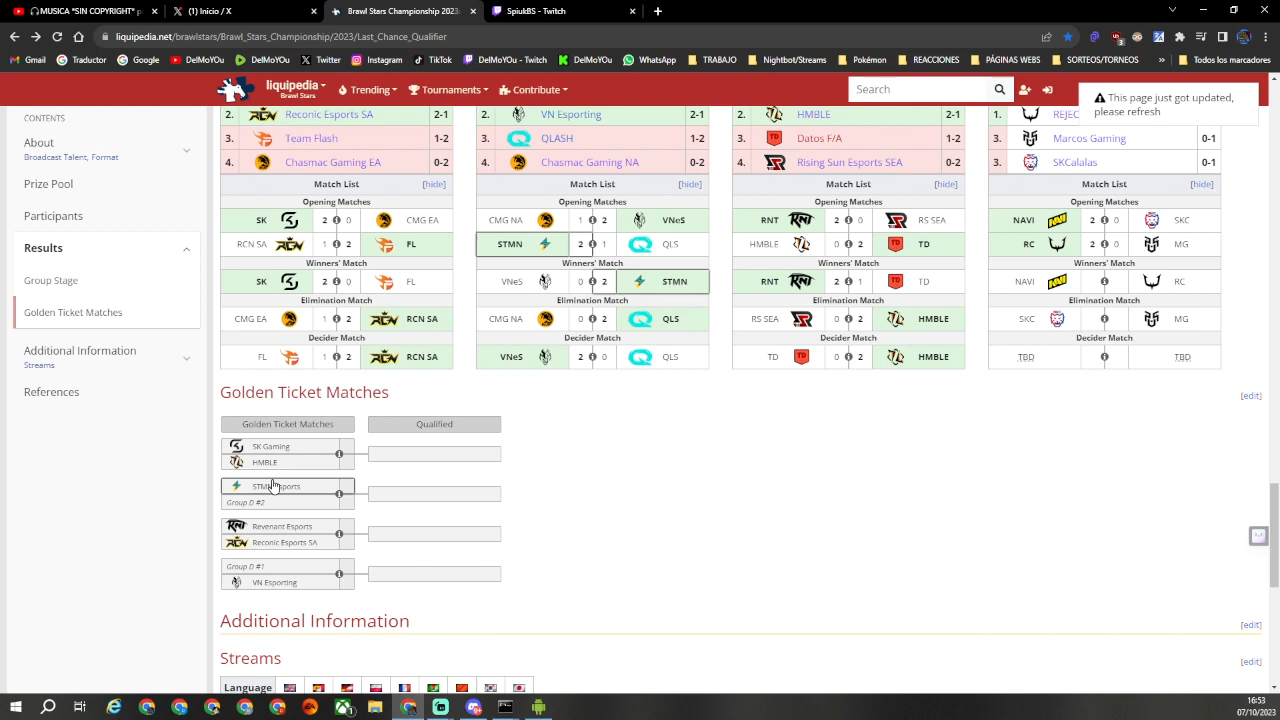 🎧MUSICA *SIN COPYRIGHT* p
(1) Inicio / X
Brawl Stars Championship 2023:
SpiukBS - Twitch
liquipedia.net/brawlstars/Brawl_Stars_Championship/2023/Last_Chance_Qualifier
Gmail Traductor Google DelMoYOU DelMoYOU Twitter Instagram TikTok DelMoYOU - Twitch DelMoYOU WhatsApp TRABAJO Nightbot/Streams Pokémon REACCIONES PÁGINAS WEB SORTEOS/TORNEOS » Todos los marcadores
liquipedia
Brawl Stars
Trending Tournaments Contribute
Search
This page just got updated,
please refresh
CONTENTS
About
Broadcast Talent, Format
Prize Pool
Participants
Results
Group Stage
Golden Ticket Matches
Additional Information
Streams
References
2. Reconic Esports SA 2-1
3. Team Flash 1-2
4. Chasmac Gaming EA 0-2
Match List [hide]
Opening Matches
SK 2 0 CMG EA
RCN SA 1 2 FL
Winners' Match
SK 2 0 FL
Elimination Match
CMG EA 1 2 RCN SA
Decider Match
FL 1 2 RCN SA
2. VN Esporting 2-1
3. QLASH 1-2
4. Chasmac Gaming NA 0-2
Match List [hide]
Opening Matches
CMG NA 1 2 VNeS
STMN 2 1 QLS
Winners' Match
VNeS 0 2 STMN
Elimination Match
CMG NA 0 2 QLS
Decider Match
VNeS 2 0 QLS
2. HMBLE 2-1
3. Datos F/A 1-2
4. Rising Sun Esports SEA 0-2
Match List [hide]
Opening Matches
RNT 2 0 RS SEA
HMBLE 0 2 TD
Winners' Match
RNT 2 1 TD
Elimination Match
RS SEA 0 2 HMBLE
Decider Match
TD 0 2 HMBLE
1. REJEC
3. Marcos Gaming 0-1
3. SKCalalas 0-1
Match List [hide]
Opening Matches
NAVI 2 0 SKC
RC 2 0 MG
Winners' Match
NAVI RC
Elimination Match
SKC MG
Decider Match
TBD TBD
Golden Ticket Matches [edit]
Golden Ticket Matches Qualified
SK Gaming
HMBLE
STMN Esports
Group D #2
Revenant Esports
Reconic Esports SA
Group D #1
VN Esporting
Additional Information [edit]
Streams [edit]
Language
16:53
07/10/2023